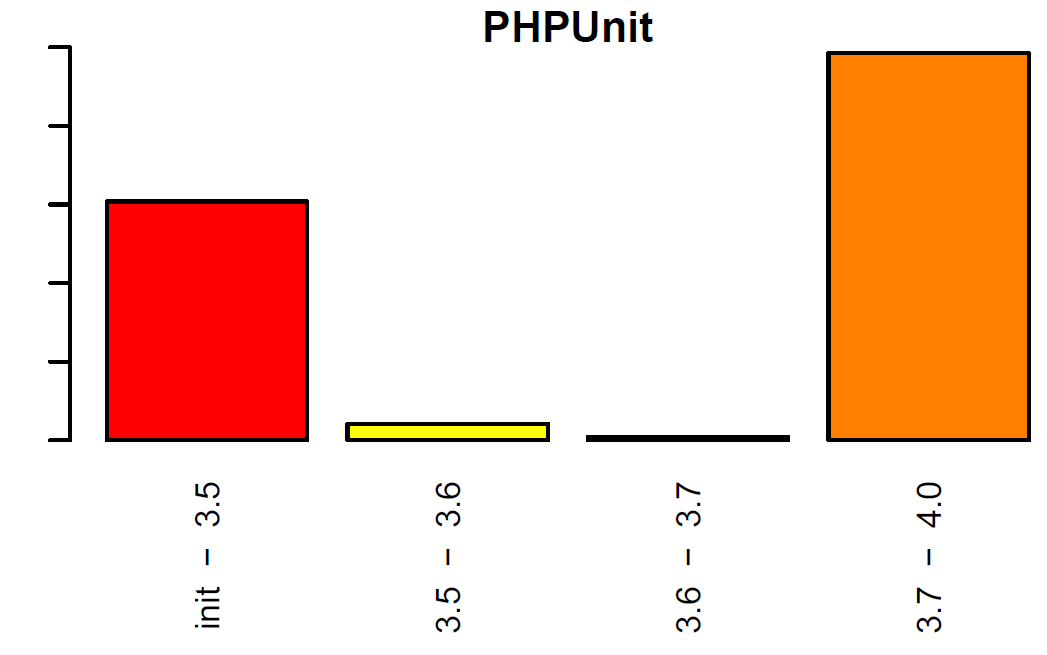 PHPUnit
init − 3.5
3.5 − 3.6
3.6 − 3.7
3.7 − 4.0